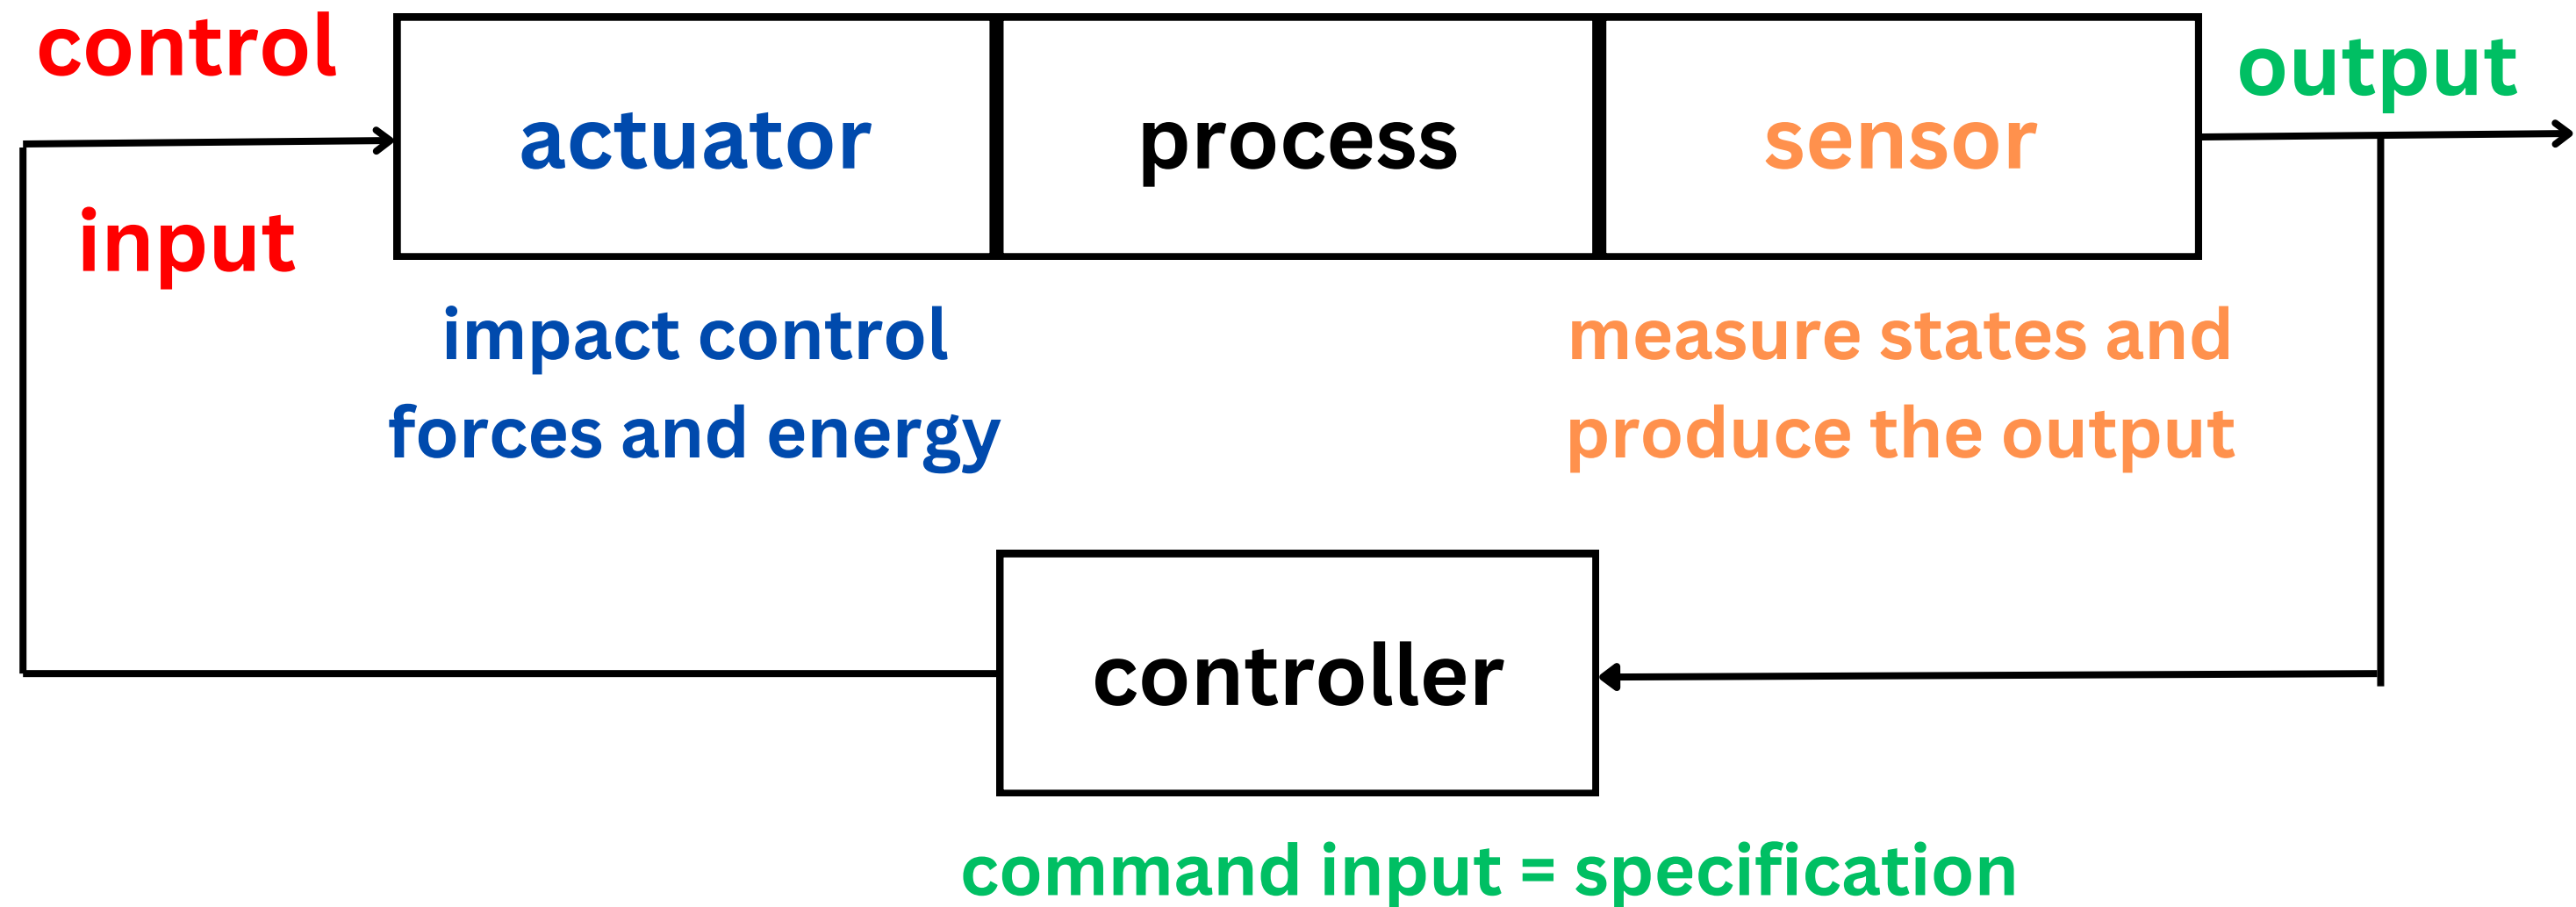 control
input
actuator
process
sensor
output
impact control
forces and energy
measure states and
produce the output
controller
command input = specification